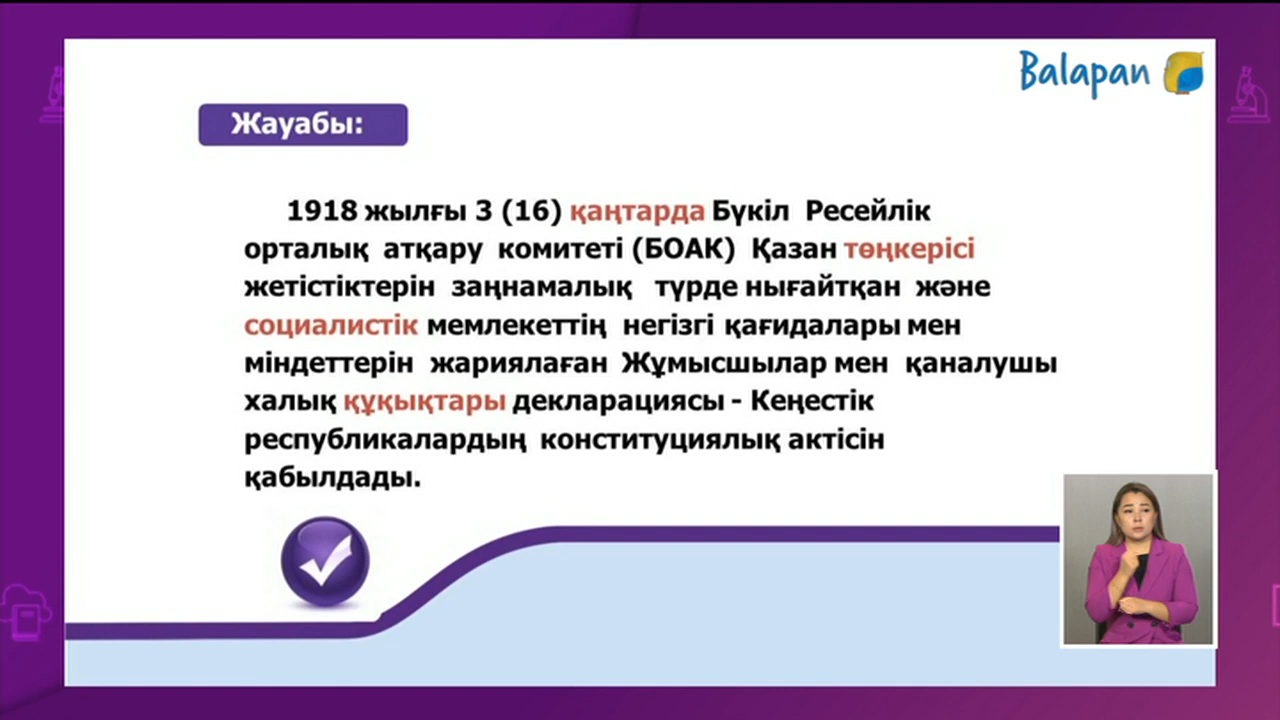 Balapan
Жауабы:
1918 жылғы 3 (16) қаңтарда Бүкіл Ресейлік
орталық атқару комитеті (БОАК) Қазан төңкерісі
жетістіктерін заңнамалық түрде нығайтқан және
социалистік мемлекеттің негізгі қағидалары мен
міндеттерін жариялаған Жұмысшылар мен қаналушы
халық құқықтары декларациясы - Кеңестік
республикалардың конституциялық актісін
қабылдады.